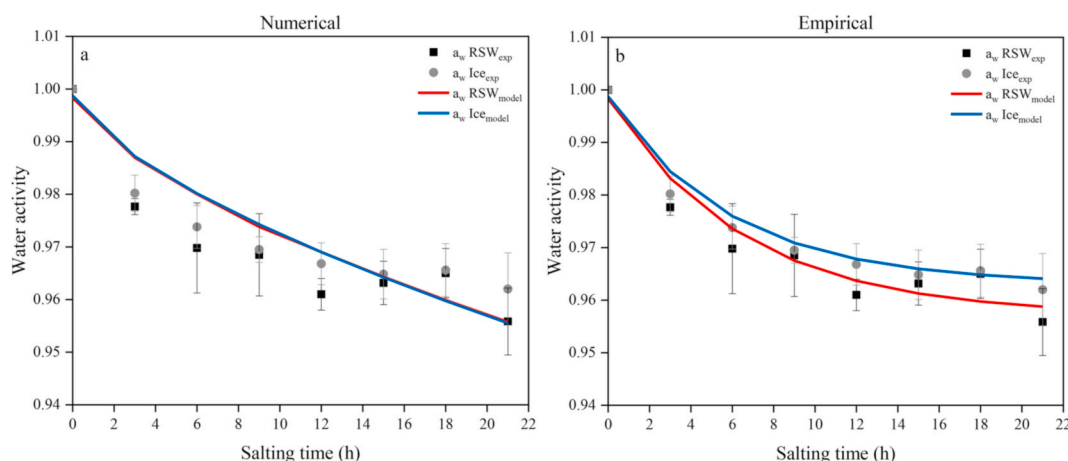 Numerical
1.01
1.00
0.99
0.98
0.97
0.96
0.95
0.94
Water activity
a
a_w RSW_exp
a_w Ice_exp
a_w RSW_model
a_w Ice_model
0 2 4 6 8 10 12 14 16 18 20 22
Salting time (h)
Empirical
1.01
1.00
0.99
0.98
0.97
0.96
0.95
0.94
Water activity
b
a_w RSW_exp
a_w Ice_exp
a_w RSW_model
a_w Ice_model
0 2 4 6 8 10 12 14 16 18 20 22
Salting time (h)